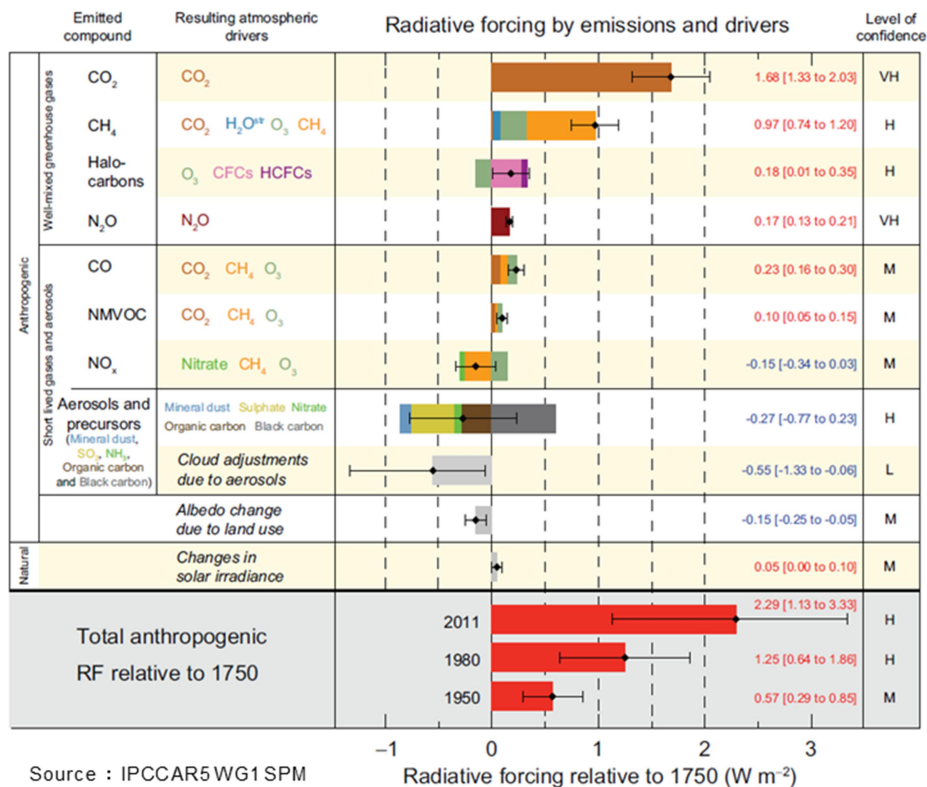 Emitted compound
Resulting atmospheric drivers
Radiative forcing by emissions and drivers
Level of confidence
Anthropogenic
Well-mixed greenhouse gases
CO₂
CO₂
1.68 [1.33 to 2.03]
VH
CH₄
CO₂ H₂Oˢᵗʳ O₃ CH₄
0.97 [0.74 to 1.20]
H
Halo-
carbons
O₃ CFCs HCFCs
0.18 [0.01 to 0.35]
H
N₂O
N₂O
0.17 [0.13 to 0.21]
VH
Short lived gases and aerosols
CO
CO₂ CH₄ O₃
0.23 [0.16 to 0.30]
M
NMVOC
CO₂ CH₄ O₃
0.10 [0.05 to 0.15]
M
NOₓ
Nitrate CH₄ O₃
-0.15 [-0.34 to 0.03]
M
Aerosols and
precursors
(Mineral dust,
SO₂, NH₃,
Organic carbon
and Black carbon)
Mineral dust Sulphate Nitrate
Organic carbon Black carbon
-0.27 [-0.77 to 0.23]
H
Cloud adjustments
due to aerosols
-0.55 [-1.33 to -0.06]
L
Albedo change
due to land use
-0.15 [-0.25 to -0.05]
M
Natural
Changes in
solar irradiance
0.05 [0.00 to 0.10]
M
Total anthropogenic
RF relative to 1750
2011
2.29 [1.13 to 3.33]
H
1980
1.25 [0.64 to 1.86]
H
1950
0.57 [0.29 to 0.85]
M
−1 0 1 2 3
Radiative forcing relative to 1750 (W m⁻²)
Source：IPCCAR5 WG1 SPM